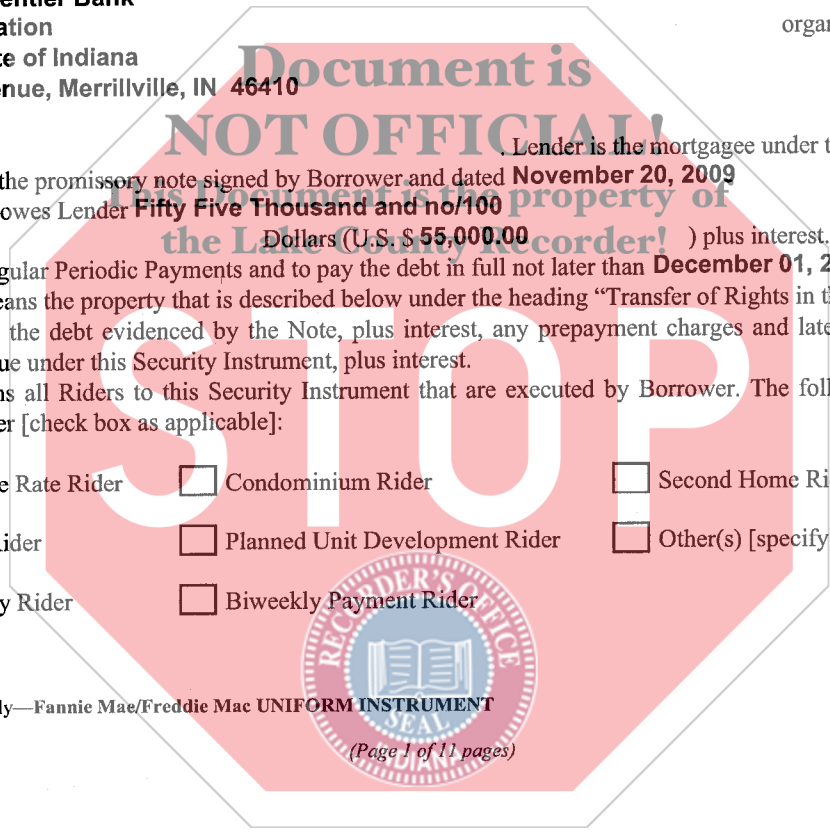 entier Bank
ation organ
te of Indiana
enue, Merrillville, IN 46410
Document is
NOT OFFICIAL!
. Lender is the mortgagee under t
the promissory note signed by Borrower and dated November 20, 2009
This Document is the property of
owes Lender Fifty Five Thousand and no/100
the Lake County Recorder!
Dollars (U.S. $ 55,000.00 ) plus interest.
gular Periodic Payments and to pay the debt in full not later than December 01, 2
eans the property that is described below under the heading “Transfer of Rights in t
the debt evidenced by the Note, plus interest, any prepayment charges and late
ue under this Security Instrument, plus interest.
ns all Riders to this Security Instrument that are executed by Borrower. The foll
er [check box as applicable]:
STOP
e Rate Rider Condominium Rider Second Home Ri
ider Planned Unit Development Rider Other(s) [specify
y Rider Biweekly Payment Rider
RECORDER'S OFFICE
SEAL
INDIANA
ly—Fannie Mae/Freddie Mac UNIFORM INSTRUMENT
(Page 1 of 11 pages)